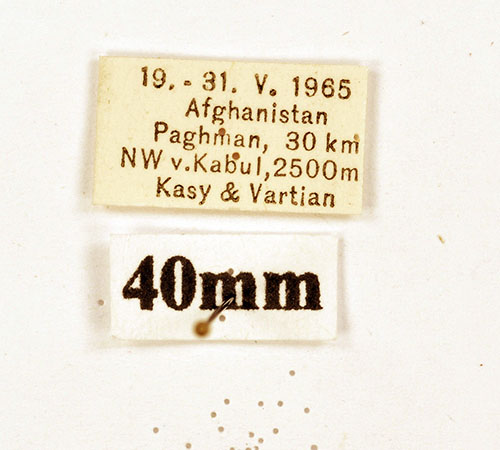 19. - 31. V. 1965
Afghanistan
Paghman, 30 km
NW v.Kabul,2500m
Kasy & Vartian
40mm